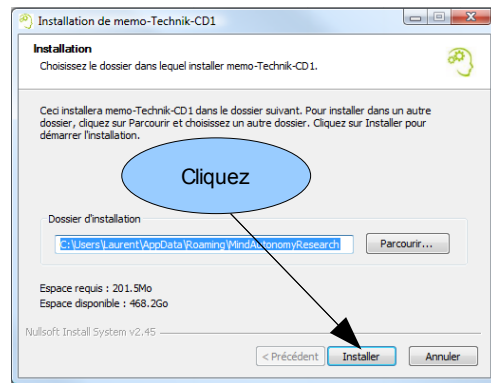 Installation de memo-Technik-CD1
Installation
Choisissez le dossier dans lequel installer memo-Technik-CD1.
Ceci installera memo-Technik-CD1 dans le dossier suivant. Pour installer dans un autre
dossier, cliquez sur Parcourir et choisissez un autre dossier. Cliquez sur Installer pour
démarrer l'installation.
Cliquez
Dossier d'installation
C:\Users\Laurent\AppData\Roaming\MindAutonomyResearch
Parcourir...
Espace requis : 201.5Mo
Espace disponible : 468.2Go
Nullsoft Install System v2.45
< Précédent
Installer
Annuler